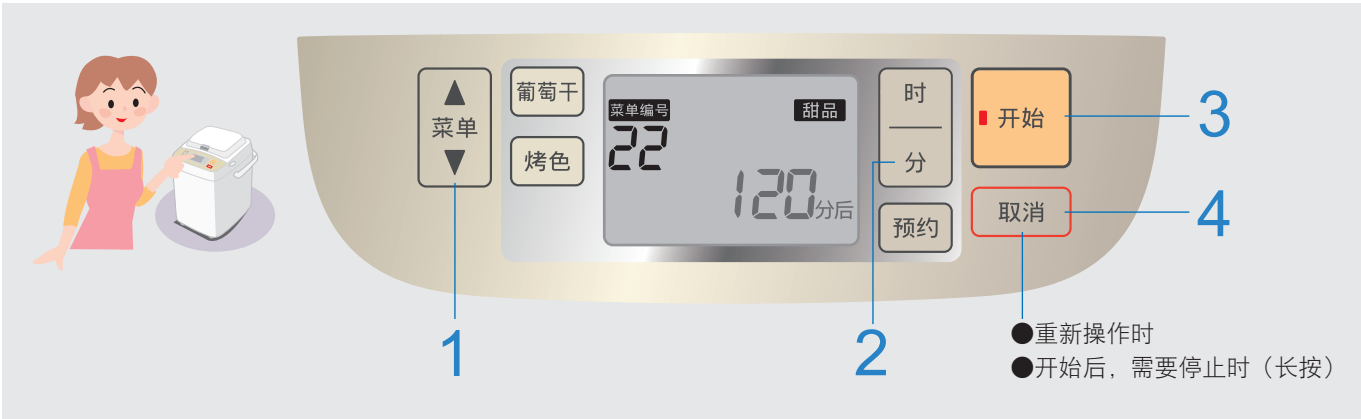 ▲
菜单
▼
葡萄干
烤色
菜单编号
甜品
22
120分后
时
分
预约
开始
取消
1
2
3
4
●重新操作时
●开始后，需要停止时（长按）